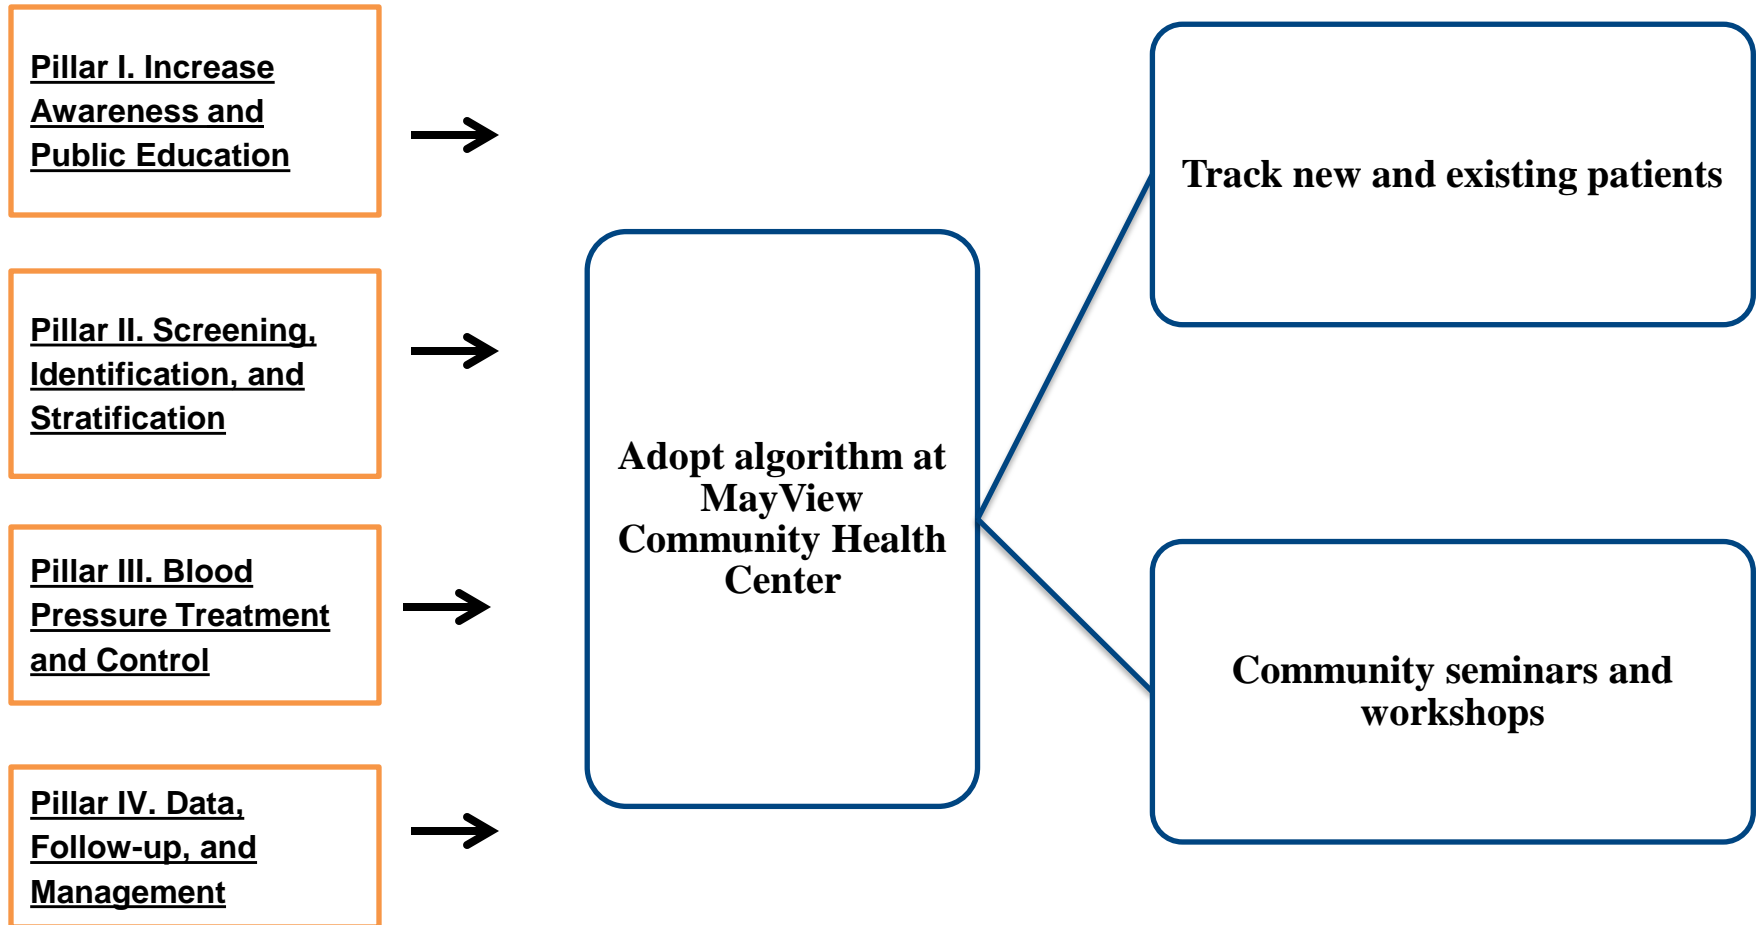 Pillar I. Increase
Awareness and
Public Education
Pillar II. Screening,
Identification, and
Stratification
Pillar III. Blood
Pressure Treatment
and Control
Pillar IV. Data,
Follow-up, and
Management
Adopt algorithm at
MayView
Community Health
Center
Track new and existing patients
Community seminars and
workshops